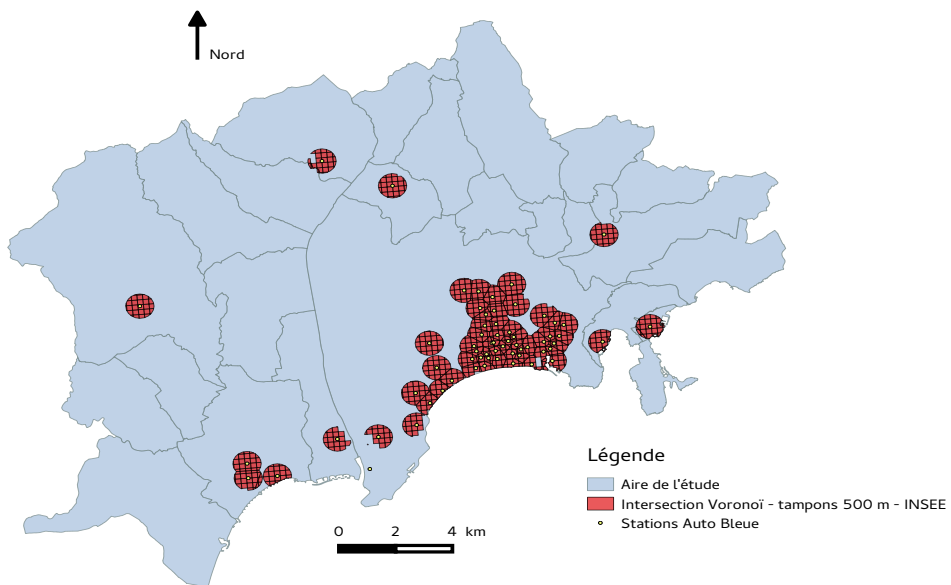 Nord
Légende
Aire de l'étude
Intersection Voronoï - tampons 500 m - INSEE
Stations Auto Bleue
0 2 4 km